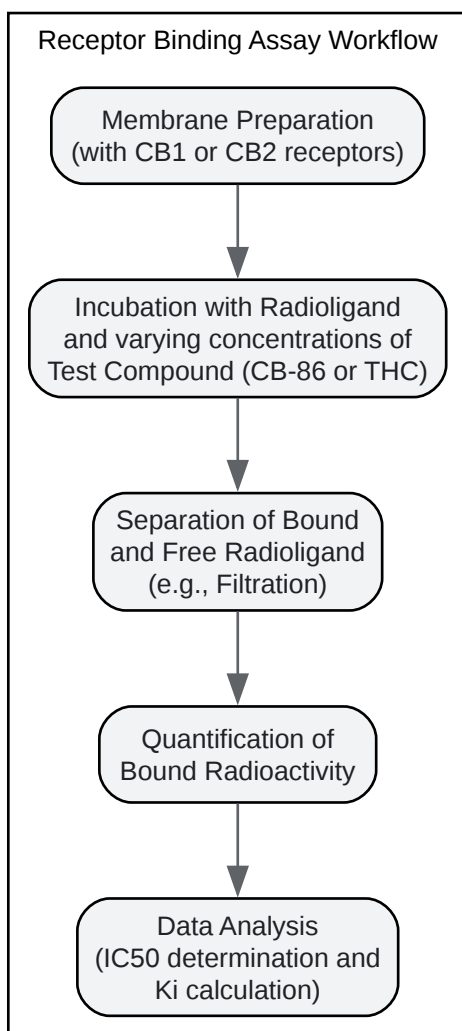 Receptor Binding Assay Workflow
Membrane Preparation
(with CB1 or CB2 receptors)
Incubation with Radioligand
and varying concentrations of
Test Compound (CB-86 or THC)
Separation of Bound
and Free Radioligand
(e.g., Filtration)
Quantification of
Bound Radioactivity
Data Analysis
(IC50 determination and
Ki calculation)